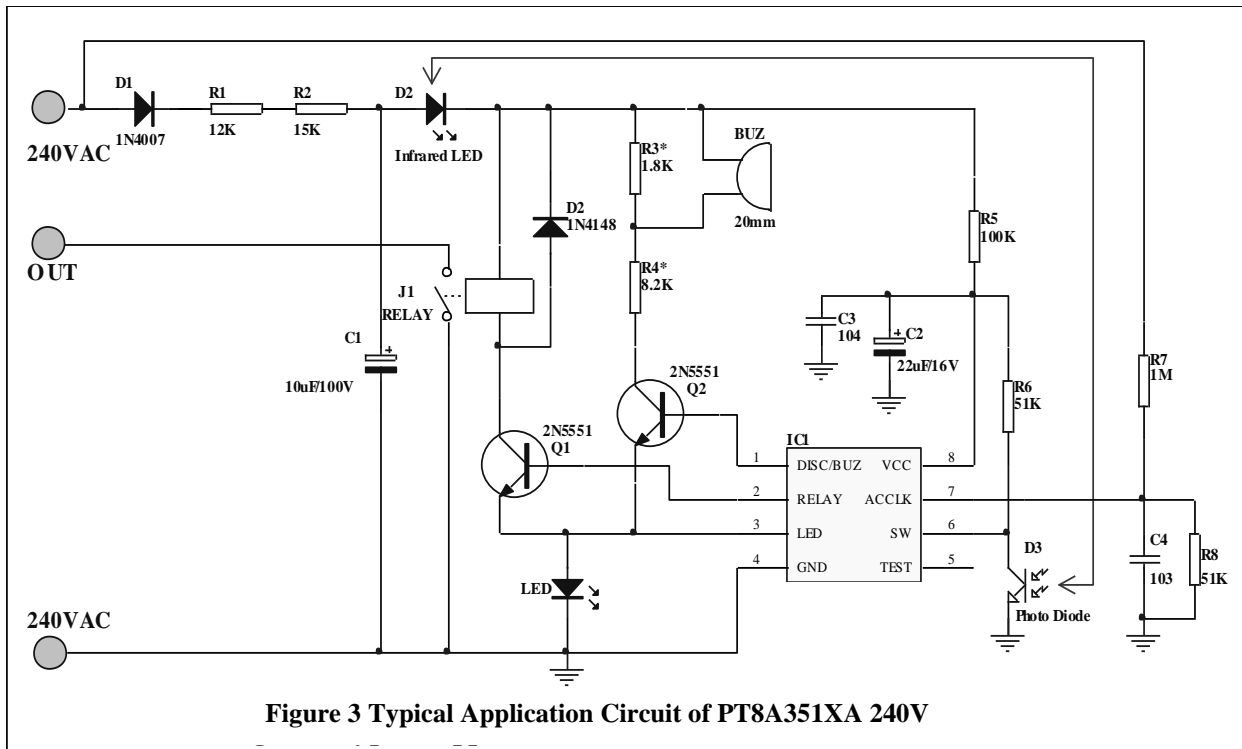 D1
R1
R2
D2
1N4007
12K
15K
240VAC
Infrared LED
BUZ
R3*
1.8K
D2
1N4148
20mm
R5
100K
OUT
R4*
8.2K
J1
RELAY
C1
+
10uF/100V
C3
104
+
C2
22uF/16V
R7
1M
R6
51K
2N5551
Q2
2N5551
Q1
IC1
1
DISC/BUZ
VCC
8
2
RELAY
ACCLK
7
3
LED
SW
6
4
GND
TEST
5
D3
Photo Diode
C4
103
R8
51K
LED
240VAC
Figure 3 Typical Application Circuit of PT8A351XA 240V